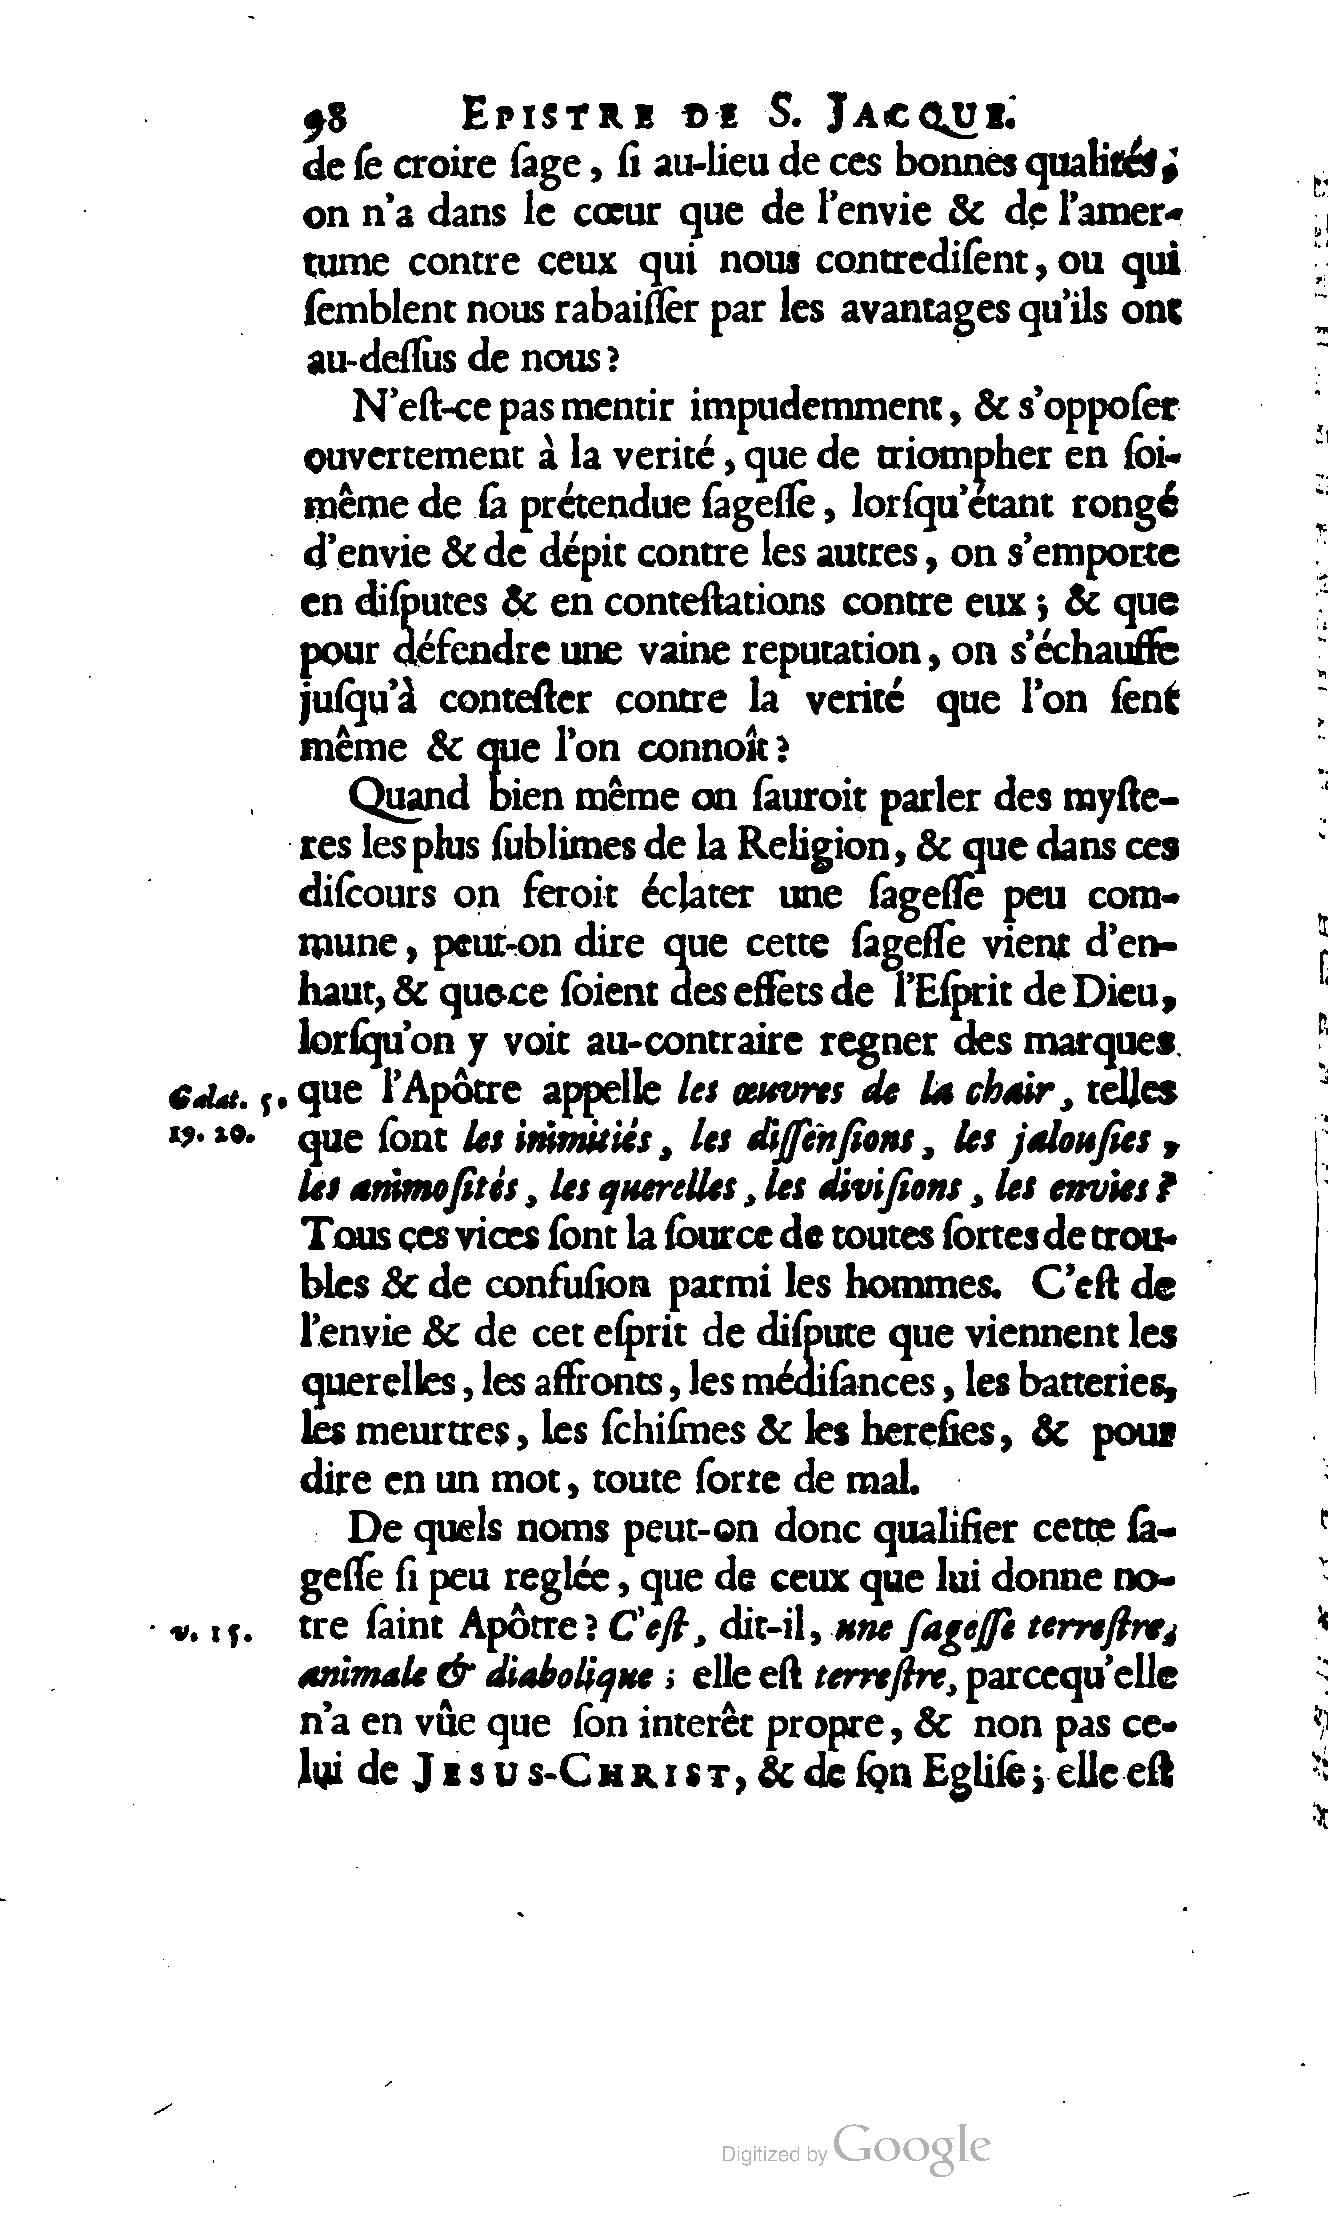 98 EPISTRE DE S. JACQUE.
de ſe croire ſage, ſi au-lieu de ces bonnes qualités,
on n'a dans le cœur que de l'envie & de l'amer-
tume contre ceux qui nous contrediſent, ou qui
ſemblent nous rabaiſſer par les avantages qu'ils ont
au-deſſus de nous?
N'eſt-ce pas mentir impudemment, & s'oppoſer
ouvertement à la verité, que de triompher en ſoi-
même de ſa prétendue ſageſſe, lorſqu'étant rongé
d'envie & de dépit contre les autres, on s'emporte
en diſputes & en conteſtations contre eux; & que
pour défendre une vaine reputation, on s'échauffe
juſqu'à conteſter contre la verité que l'on ſent
même & que l'on connoît?
Quand bien même on ſauroit parler des myſte-
res les plus ſublimes de la Religion, & que dans ces
diſcours on feroit éclater une ſageſſe peu com-
mune, peut-on dire que cette ſageſſe vient d'en-
haut, & que ce ſoient des effets de l'Eſprit de Dieu,
lorſqu'on y voit au-contraire regner des marques
Galat. 5. que l'Apôtre appelle les œuvres de la chair, telles
19. 20. que ſont les inimitiés, les diſſenſions, les jalouſies,
les animoſités, les querelles, les diviſions, les envies?
Tous ces vices ſont la ſource de toutes ſortes de trou-
bles & de confuſion parmi les hommes. C'eſt de
l'envie & de cet eſprit de diſpute que viennent les
querelles, les affronts, les médiſances, les batteries,
les meurtres, les ſchiſmes & les hereſies, & pour
dire en un mot, toute ſorte de mal.
De quels noms peut-on donc qualifier cette ſa-
geſſe ſi peu reglée, que de ceux que lui donne no-
v. 15. tre ſaint Apôtre? C'eſt, dit-il, une ſageſſe terreſtre,
animale & diabolique; elle eſt terreſtre, parcequ'elle
n'a en vûe que ſon interêt propre, & non pas ce-
lui de JESUS-CHRIST, & de ſon Egliſe; elle eſt
Digitized by Google